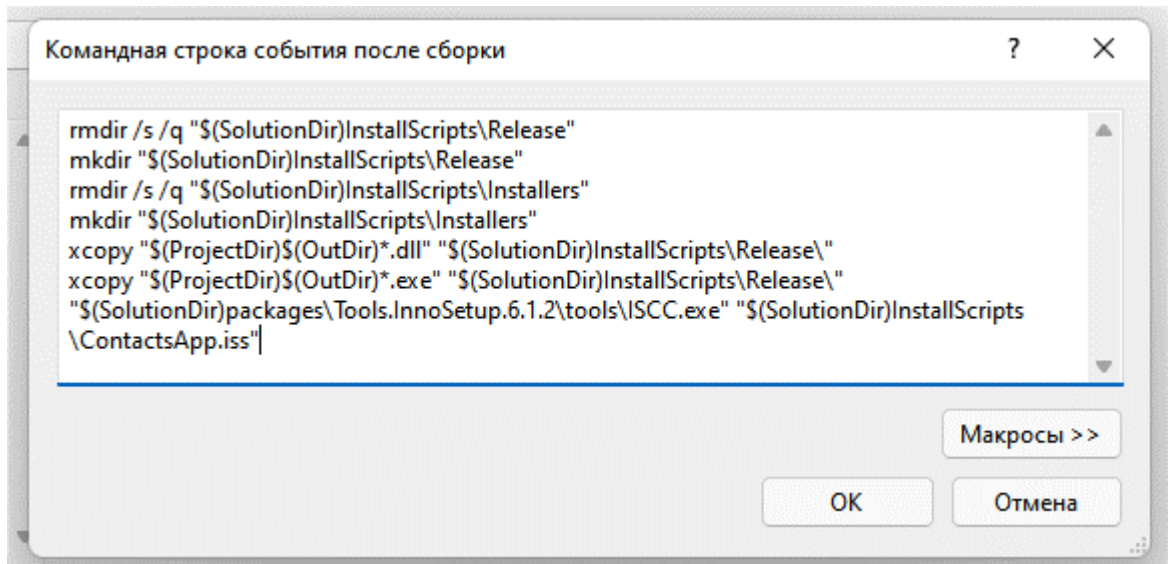 Командная строка события после сборки
rmdir /s /q "$(SolutionDir)InstallScripts\Release"
mkdir "$(SolutionDir)InstallScripts\Release"
rmdir /s /q "$(SolutionDir)InstallScripts\Installers"
mkdir "$(SolutionDir)InstallScripts\Installers"
xcopy "$(ProjectDir)$(OutDir)*.dll" "$(SolutionDir)InstallScripts\Release\"
xcopy "$(ProjectDir)$(OutDir)*.exe" "$(SolutionDir)InstallScripts\Release\"
"$(SolutionDir)packages\Tools.InnoSetup.6.1.2\tools\ISCC.exe" "$(SolutionDir)InstallScripts
\ContactsApp.iss"
Макросы >>
ОК
Отмена